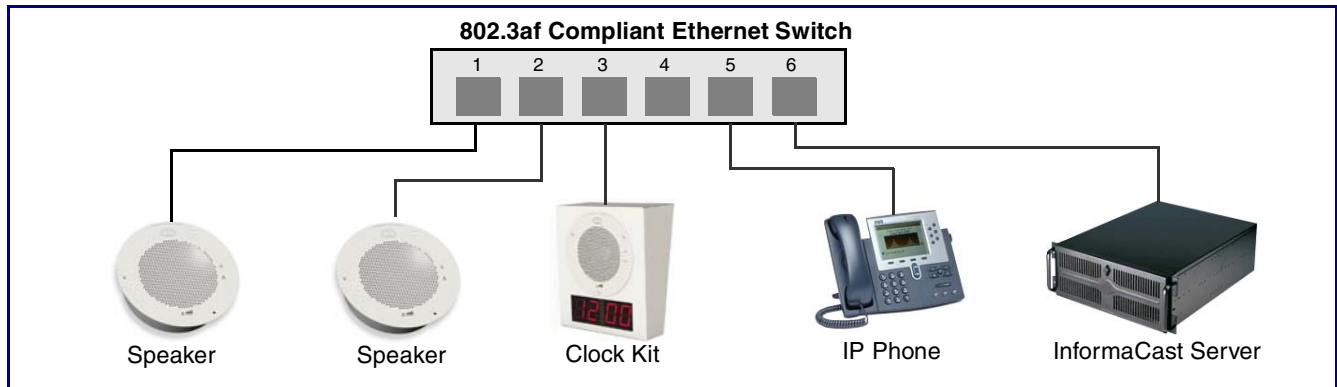 802.3af Compliant Ethernet Switch
1 2 3 4 5 6
12:00
Speaker Speaker Clock Kit IP Phone InformaCast Server